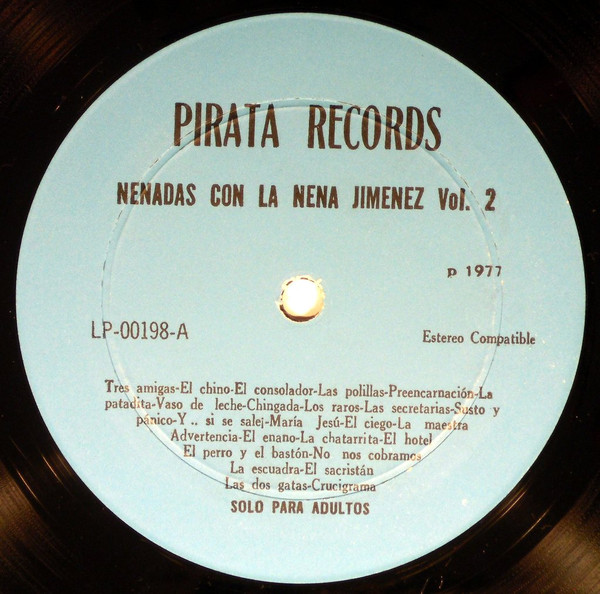 PIRATA RECORDS
NENADAS CON LA NENA JIMENEZ Vol. 2
p 1977
LP-00198-A
Estereo Compatible
Tres amigas-El chino-El consolador-Las polillas-Preencarnación-La
patadita-Vaso de leche-Chingada-Los raros-Las secretarias-Susto y
pánico-Y .. si se sale¡-María Jesú-El ciego-La maestra
Advertencia-El enano-La chatarrita-El hotel
El perro y el bastón-No nos cobramos
La escuadra-El sacristán
Las dos gatas-Crucigrama
SOLO PARA ADULTOS